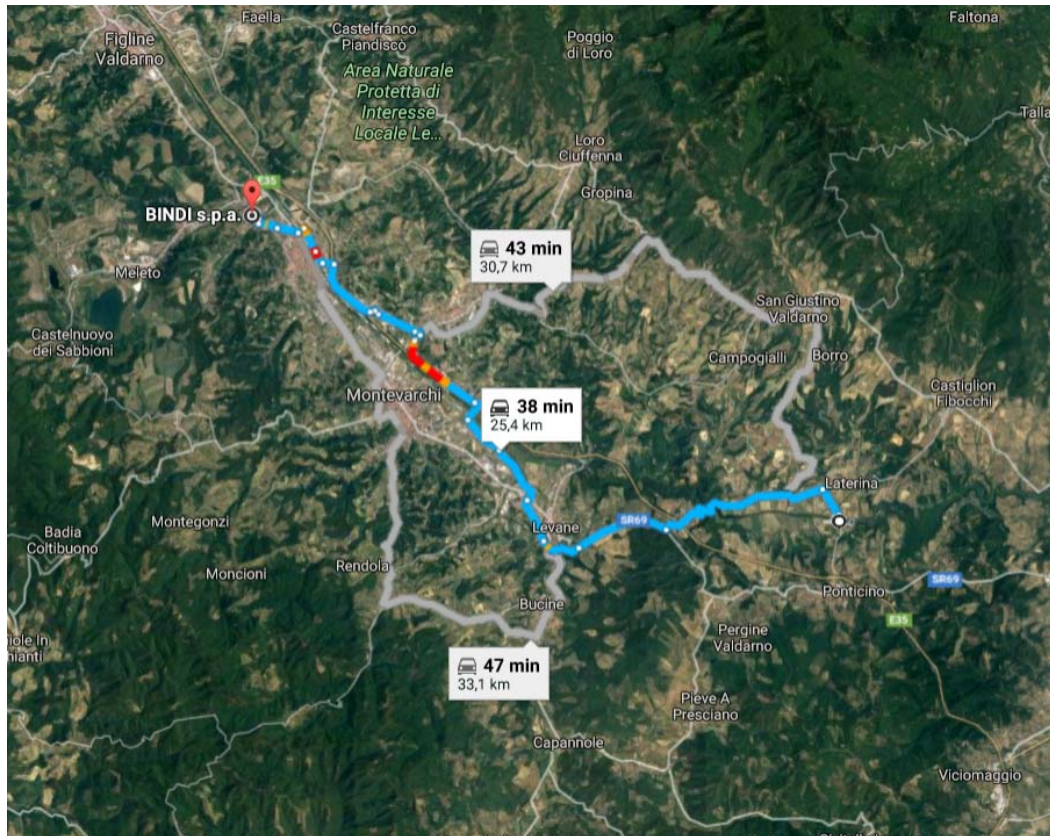 Faella
Faltona
Figline
Valdarno
Castelfranco
Piandiscò
Poggio
di Loro
Area Naturale
Protetta di
Interesse
Locale Le...
Talla
Loro
Ciuffenna
E35
Gropina
BINDI s.p.a.
43 min
30,7 km
Meleto
San Giustino
Valdarno
Castelnuovo
dei Sabbioni
Campogialli
Borro
Montevarchi
38 min
25,4 km
Castiglion
Fibocchi
Laterina
Montegonzi
SR69
Levane
Badia
Coltibuono
Moncioni
Rendola
Ponticino
SR69
Bucine
E35
Pergine
Valdarno
iole In
hianti
47 min
33,1 km
Pieve A
Presciano
Capannole
Viciomaggio